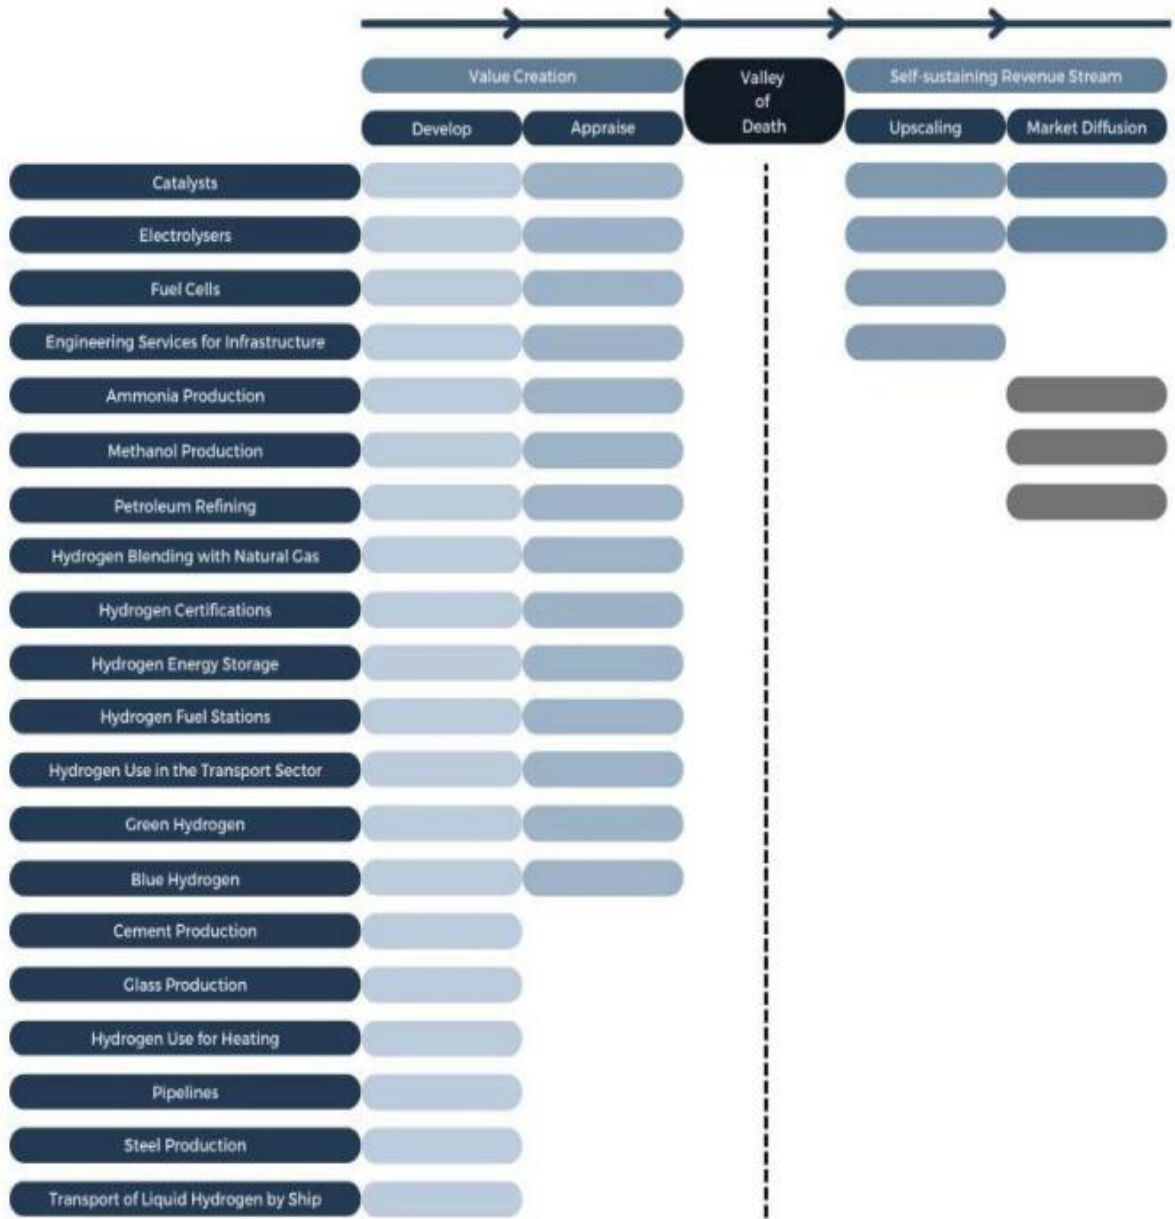 Value Creation
Valley
of
Death
Self-sustaining Revenue Stream
Develop
Appraise
Upscaling
Market Diffusion
Catalysts
Electrolysers
Fuel Cells
Engineering Services for Infrastructure
Ammonia Production
Methanol Production
Petroleum Refining
Hydrogen Blending with Natural Gas
Hydrogen Certifications
Hydrogen Energy Storage
Hydrogen Fuel Stations
Hydrogen Use in the Transport Sector
Green Hydrogen
Blue Hydrogen
Cement Production
Glass Production
Hydrogen Use for Heating
Pipelines
Steel Production
Transport of Liquid Hydrogen by Ship